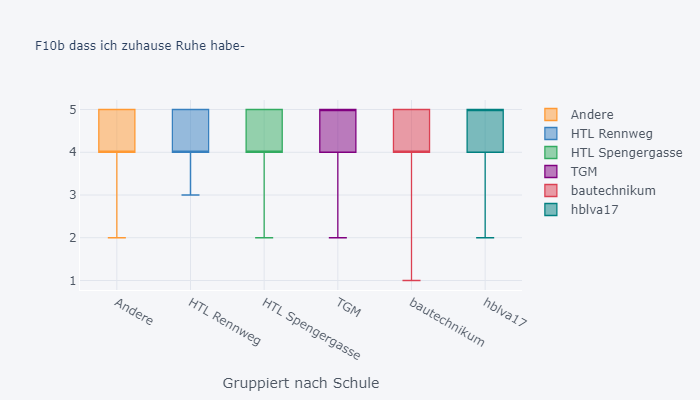 F10b dass ich zuhause Ruhe habe-
5
4
3
2
1
Andere
HTL Rennweg
HTL Spengergasse
TGM
bautechnikum
hblva17
Gruppiert nach Schule
Andere
HTL Rennweg
HTL Spengergasse
TGM
bautechnikum
hblva17